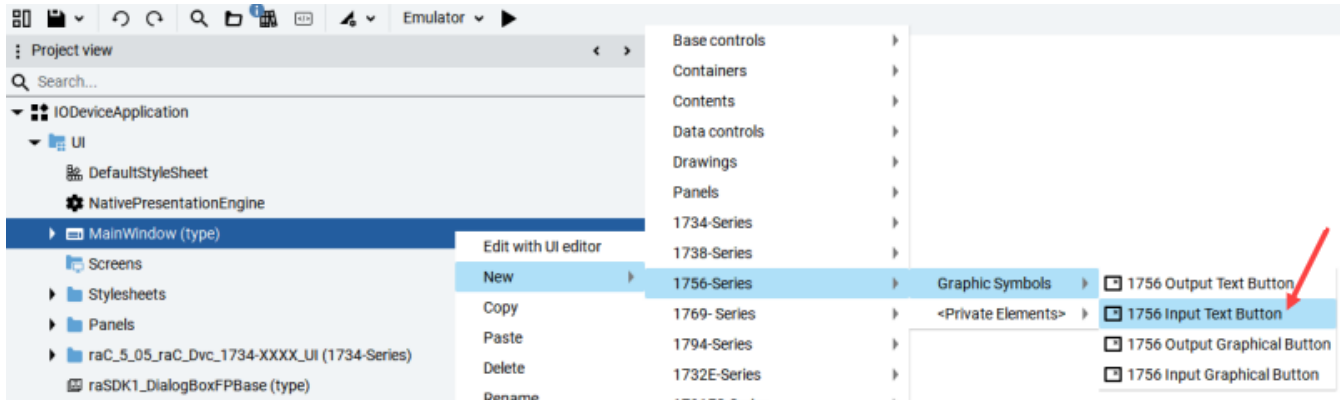 Emulator
Project view
Search...
IODeviceApplication
UI
DefaultStyleSheet
NativePresentationEngine
MainWindow (type)
Screens
Stylesheets
Panels
raC_5_05_raC_Dvc_1734-XXXX_UI (1734-Series)
raSDK1_DialogBoxFPBase (type)
Edit with UI editor
New
Copy
Paste
Delete
Rename
Base controls
Containers
Contents
Data controls
Drawings
Panels
1734-Series
1738-Series
1756-Series
1769- Series
1794-Series
1732E-Series
Graphic Symbols
<Private Elements>
1756 Output Text Button
1756 Input Text Button
1756 Output Graphical Button
1756 Input Graphical Button